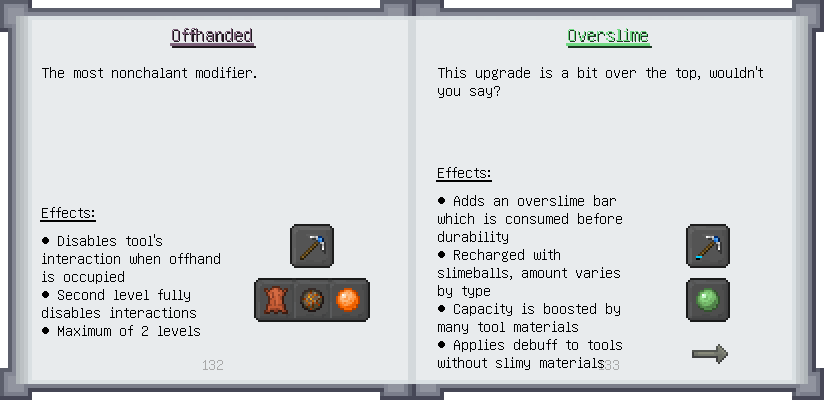 Offhanded
The most nonchalant modifier.
Effects:
• Disables tool's
interaction when offhand
is occupied
• Second level fully
disables interactions
• Maximum of 2 levels
132
Overslime
This upgrade is a bit over the top, wouldn't
you say?
Effects:
• Adds an overslime bar
which is consumed before
durability
• Recharged with
slimeballs, amount varies
by type
• Capacity is boosted by
many tool materials
• Applies debuff to tools
without slimy materials
133